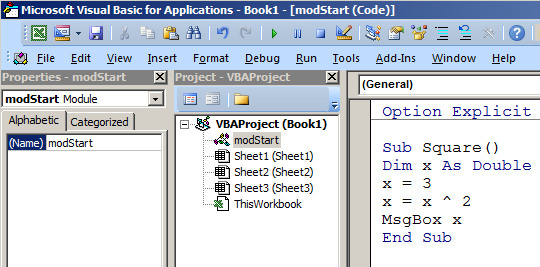 Microsoft Visual Basic for Applications - Book1 - [modStart (Code)]
File Edit View Insert Format Debug Run Tools Add-Ins Window Help
Properties - modStart
modStart Module
Alphabetic Categorized
(Name) modStart
Project - VBAProject
VBAProject (Book1)
modStart
Sheet1 (Sheet1)
Sheet2 (Sheet2)
Sheet3 (Sheet3)
ThisWorkbook
(General)
Option Explicit
Sub Square()
Dim x As Double
x = 3
x = x ^ 2
MsgBox x
End Sub